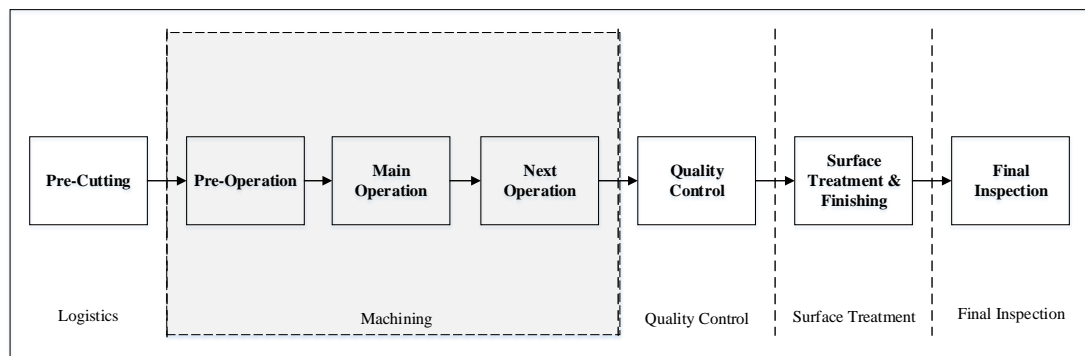 Pre-Cutting
Pre-Operation
Main
Operation
Next
Operation
Quality
Control
Surface
Treatment &
Finishing
Final
Inspection
Logistics
Machining
Quality Control
Surface Treatment
Final Inspection